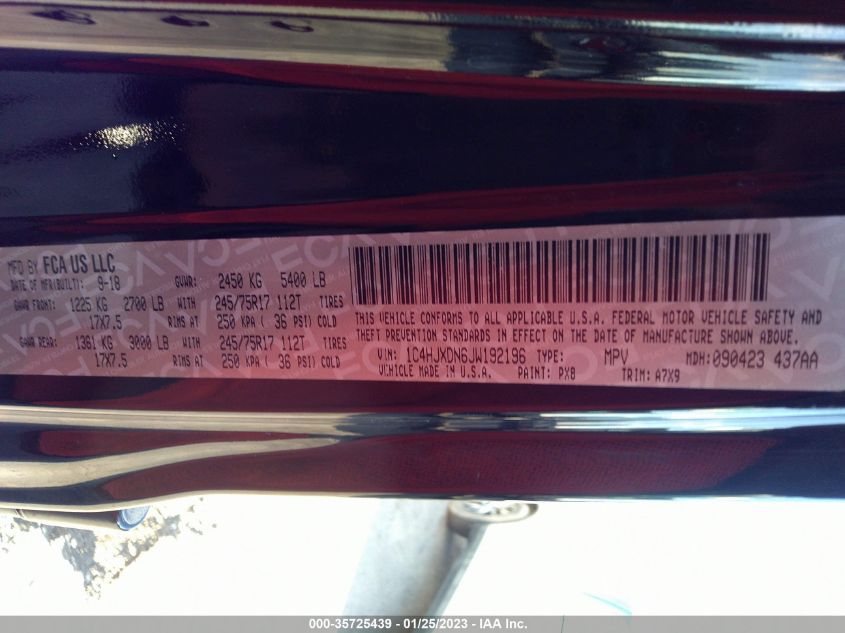 MFD BY FCA US LLC
DATE OF MFR(BUILT): 9-18 GVWR: 2450 KG 5400 LB
GAWR FRONT: 1225 KG 2700 LB WITH 245/75R17 112T TIRES
17X7.5 RIMS AT 250 KPA ( 36 PSI) COLD
GAWR REAR: 1361 KG 3000 LB WITH 245/75R17 112T TIRES
17X7.5 RIMS AT 250 KPA ( 36 PSI) COLD
THIS VEHICLE CONFORMS TO ALL APPLICABLE U.S.A. FEDERAL MOTOR VEHICLE SAFETY AND
THEFT PREVENTION STANDARDS IN EFFECT ON THE DATE OF MANUFACTURE SHOWN ABOVE.
VIN: 1C4HJXDN6JW192196 TYPE: MPV MDH: 090423 437AA
VEHICLE MADE IN U.S.A. PAINT: PX8 TRIM: A7X9
000-35725439 - 01/25/2023 - IAA Inc.